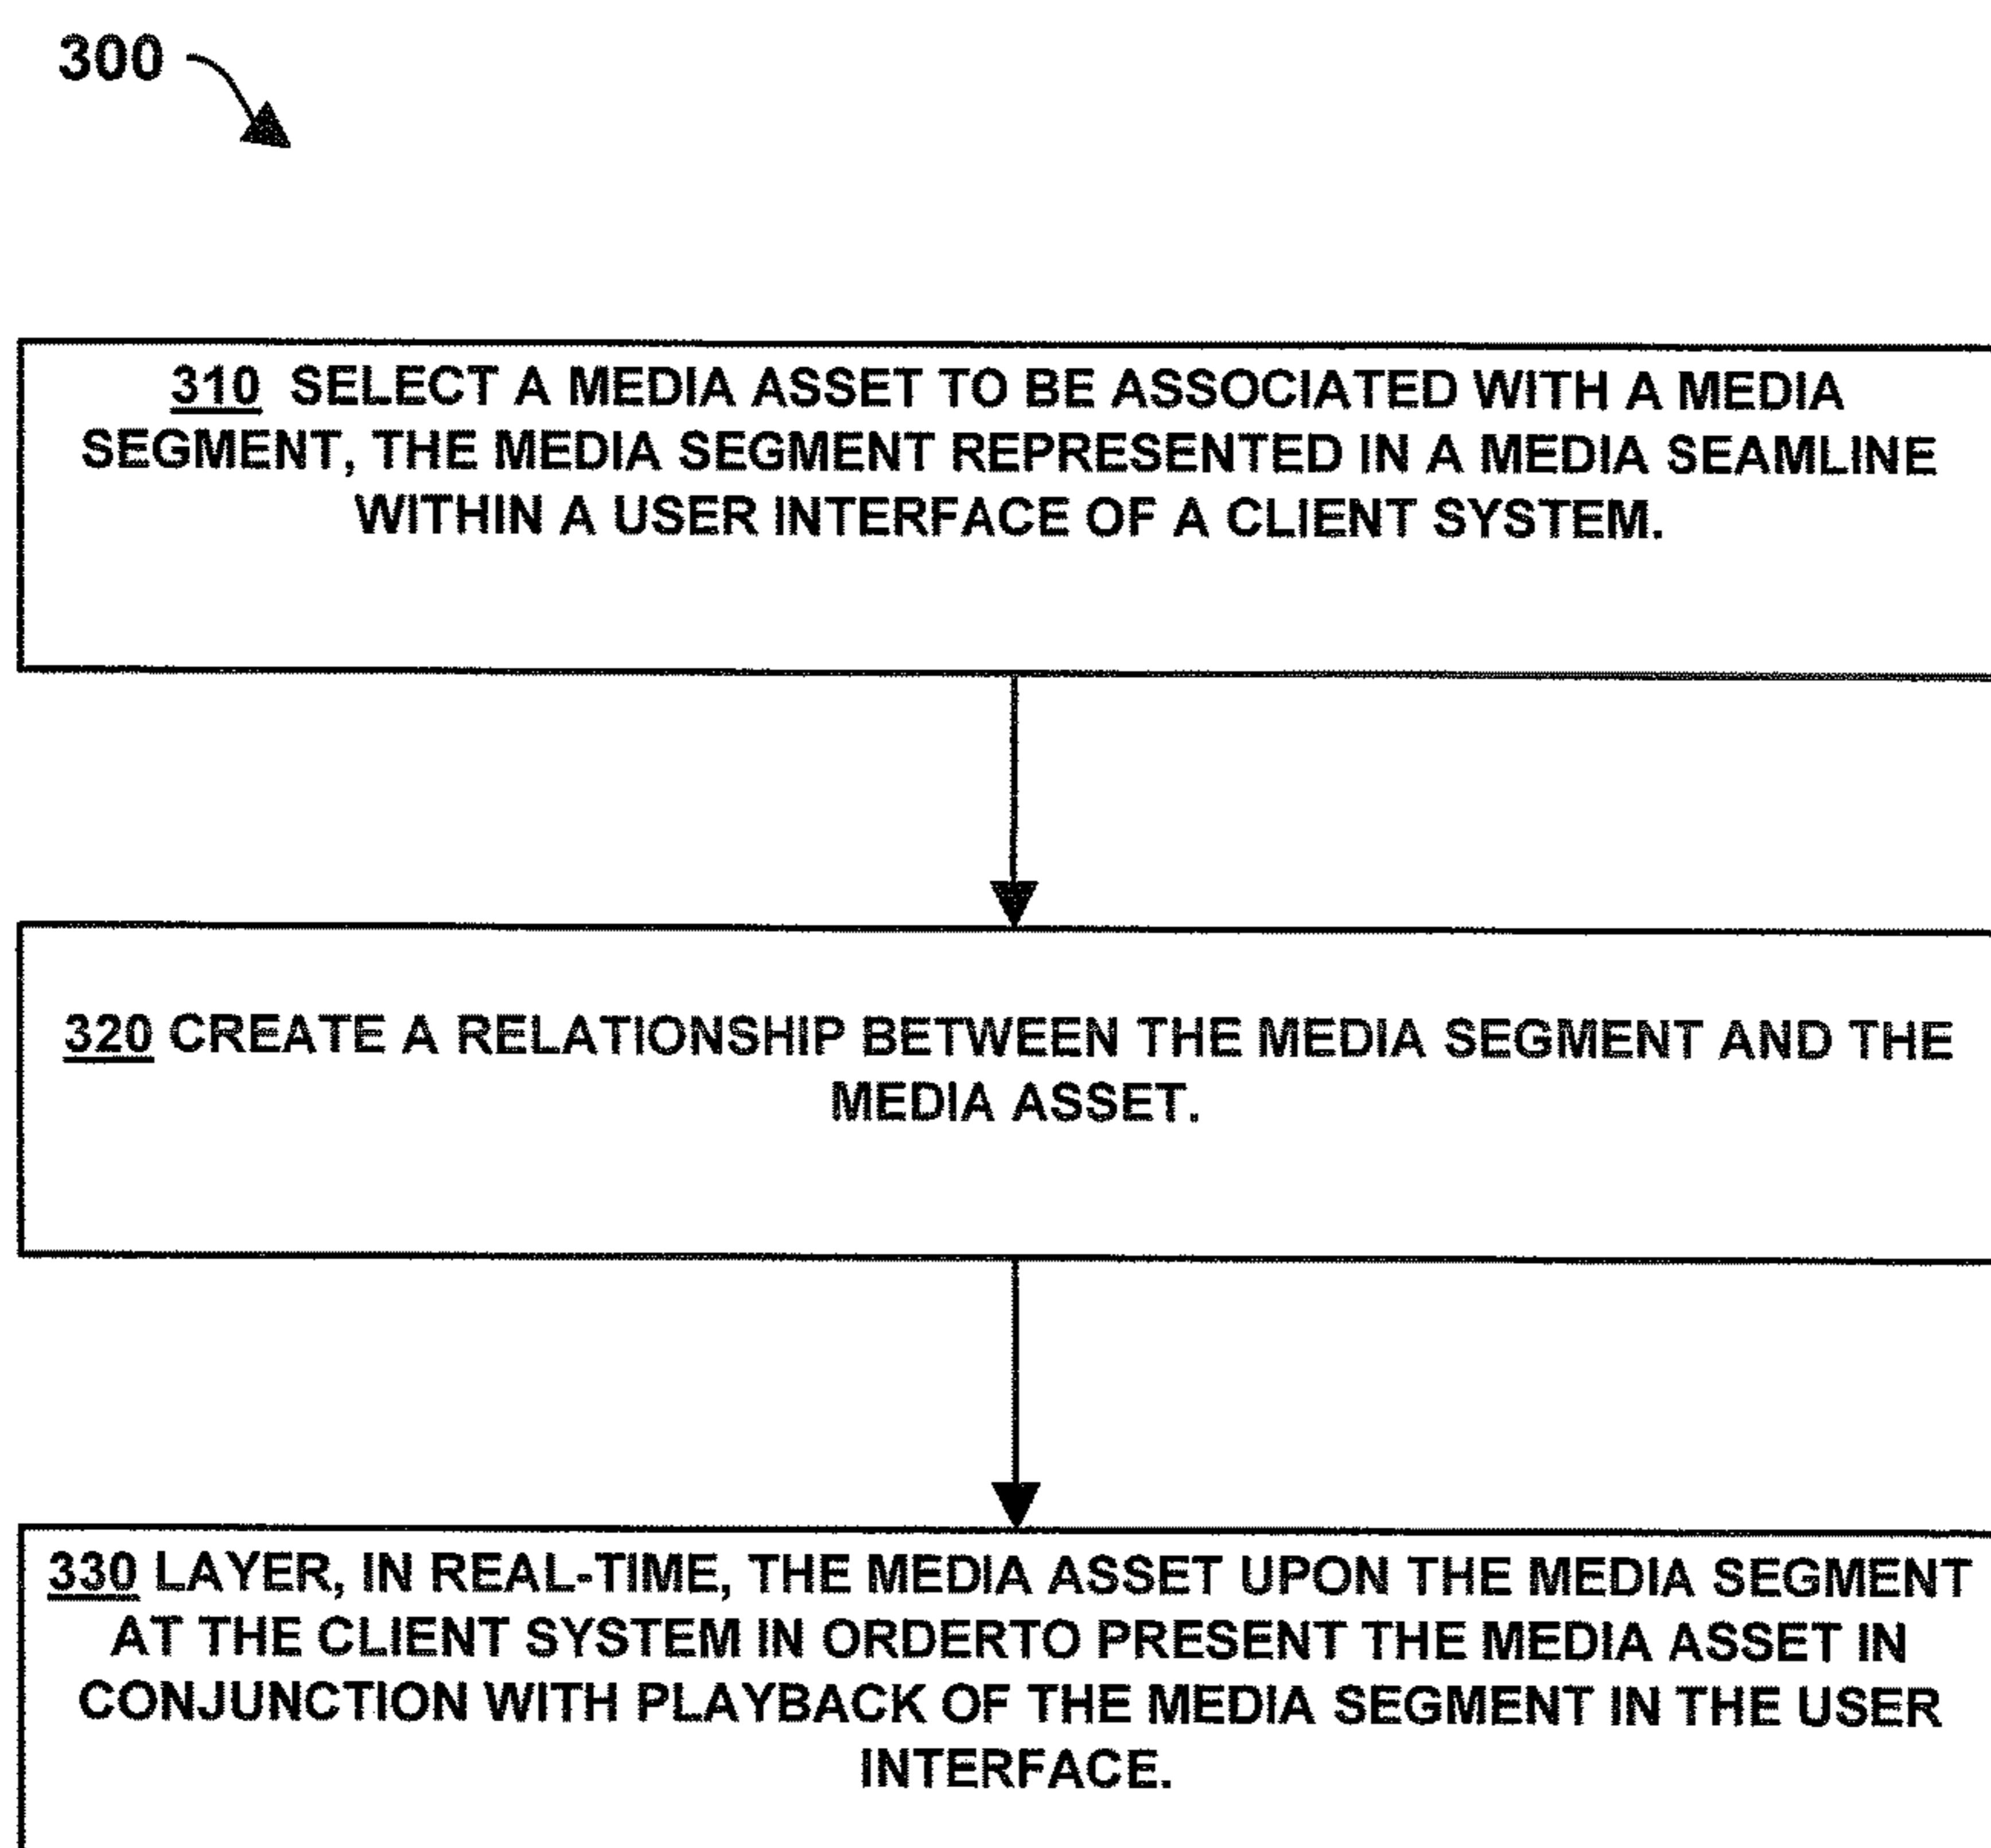 300
310 SELECT A MEDIA ASSET TO BE ASSOCIATED WITH A MEDIA
SEGMENT, THE MEDIA SEGMENT REPRESENTED IN A MEDIA SEAMLINE
WITHIN A USER INTERFACE OF A CLIENT SYSTEM.
320 CREATE A RELATIONSHIP BETWEEN THE MEDIA SEGMENT AND THE
MEDIA ASSET.
330 LAYER, IN REAL-TIME, THE MEDIA ASSET UPON THE MEDIA SEGMENT
AT THE CLIENT SYSTEM IN ORDERTO PRESENT THE MEDIA ASSET IN
CONJUNCTION WITH PLAYBACK OF THE MEDIA SEGMENT IN THE USER
INTERFACE.